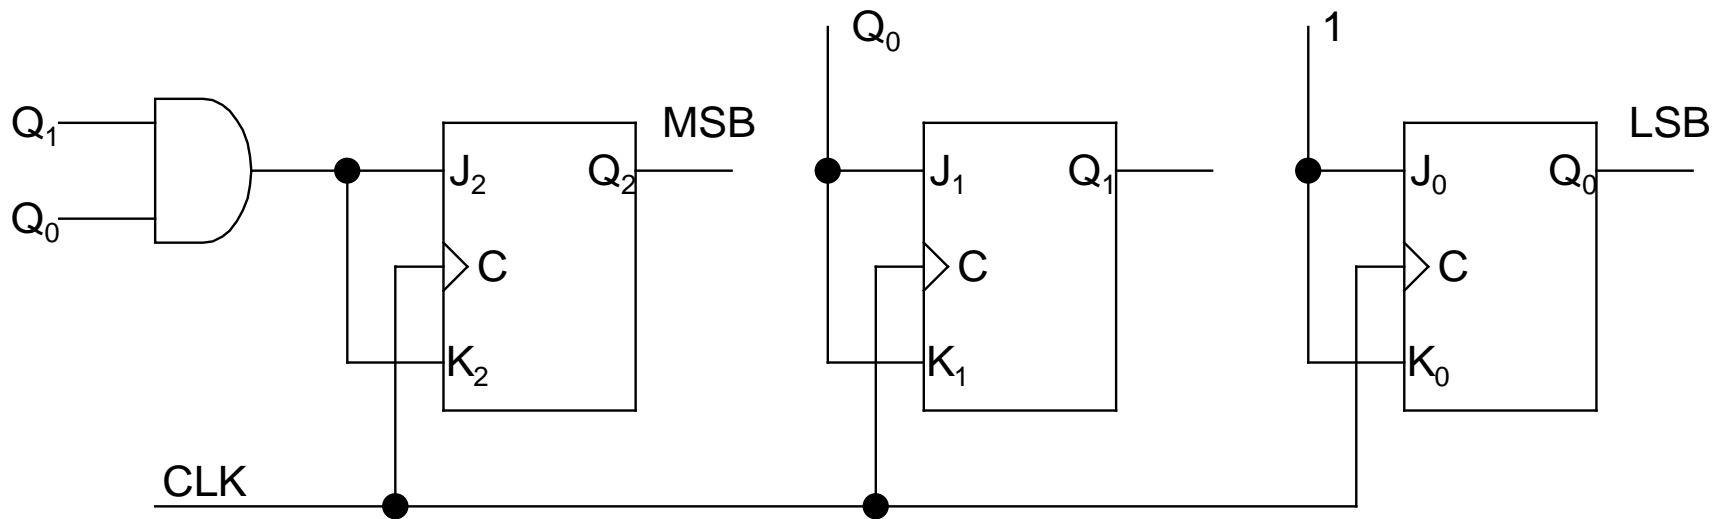 Q₀ 1
Q₁ MSB LSB
J₂ Q₂ J₁ Q₁ J₀ Q₀
Q₀
C C C
K₂ K₁ K₀
CLK